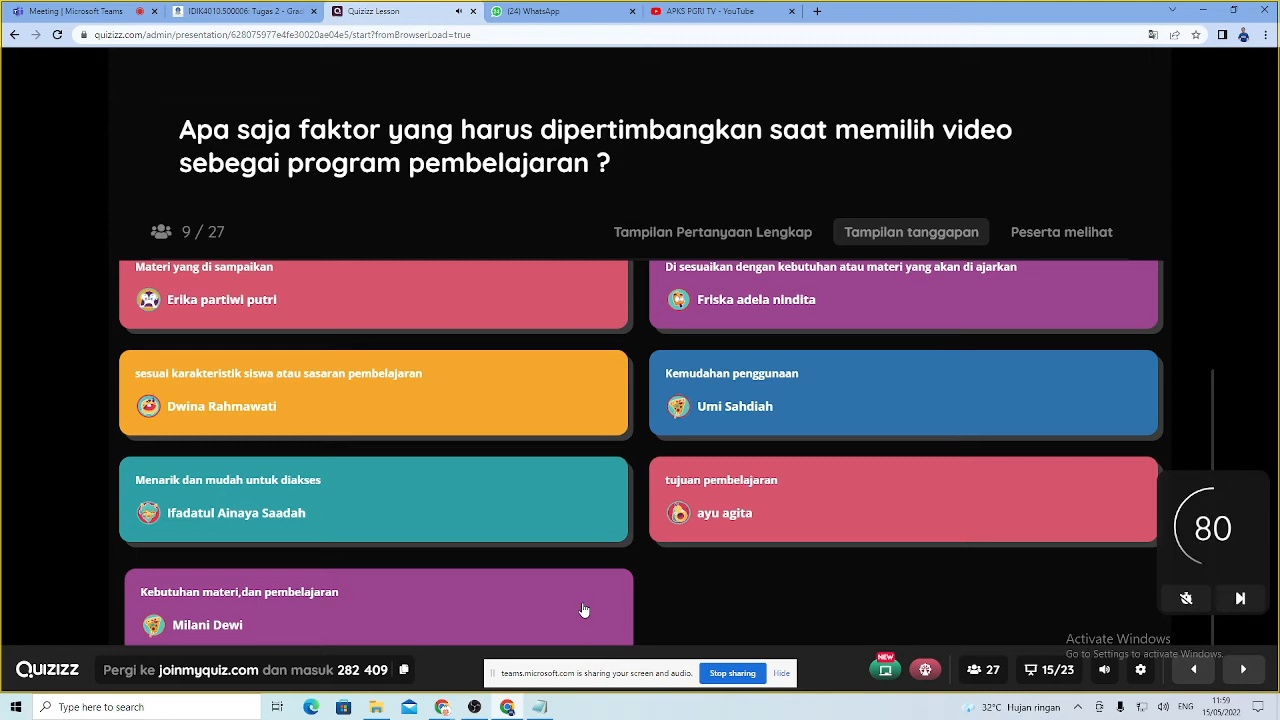 Meeting | Microsoft Teams
IDIK4010.500006: Tugas 2 - Grad
Quizizz Lesson
(24) WhatsApp
APKS PGRI TV - YouTube
quizizz.com/admin/presentation/628075977e4fe30020ae04e5/start?fromBrowserLoad=true
Apa saja faktor yang harus dipertimbangkan saat memilih video
sebegai program pembelajaran ?
9 / 27
Tampilan Pertanyaan Lengkap
Tampilan tanggapan
Peserta melihat
Materi yang di sampaikan
Erika partiwi putri
Di sesuaikan dengan kebutuhan atau materi yang akan di ajarkan
Friska adela nindita
sesuai karakteristik siswa atau sasaran pembelajaran
Dwina Rahmawati
Kemudahan penggunaan
Umi Sahdiah
Menarik dan mudah untuk diakses
Ifadatul Ainaya Saadah
tujuan pembelajaran
ayu agita
80
Kebutuhan materi,dan pembelajaran
Milani Dewi
Activate Windows
Go to Settings to activate Windows.
Quizizz
Pergi ke joinmyquiz.com dan masuk 282 409
teams.microsoft.com is sharing your screen and audio.
Stop sharing
Hide
NEW
27
15/23
Type here to search
32°C Hujan ringan
11:59
15/05/2022